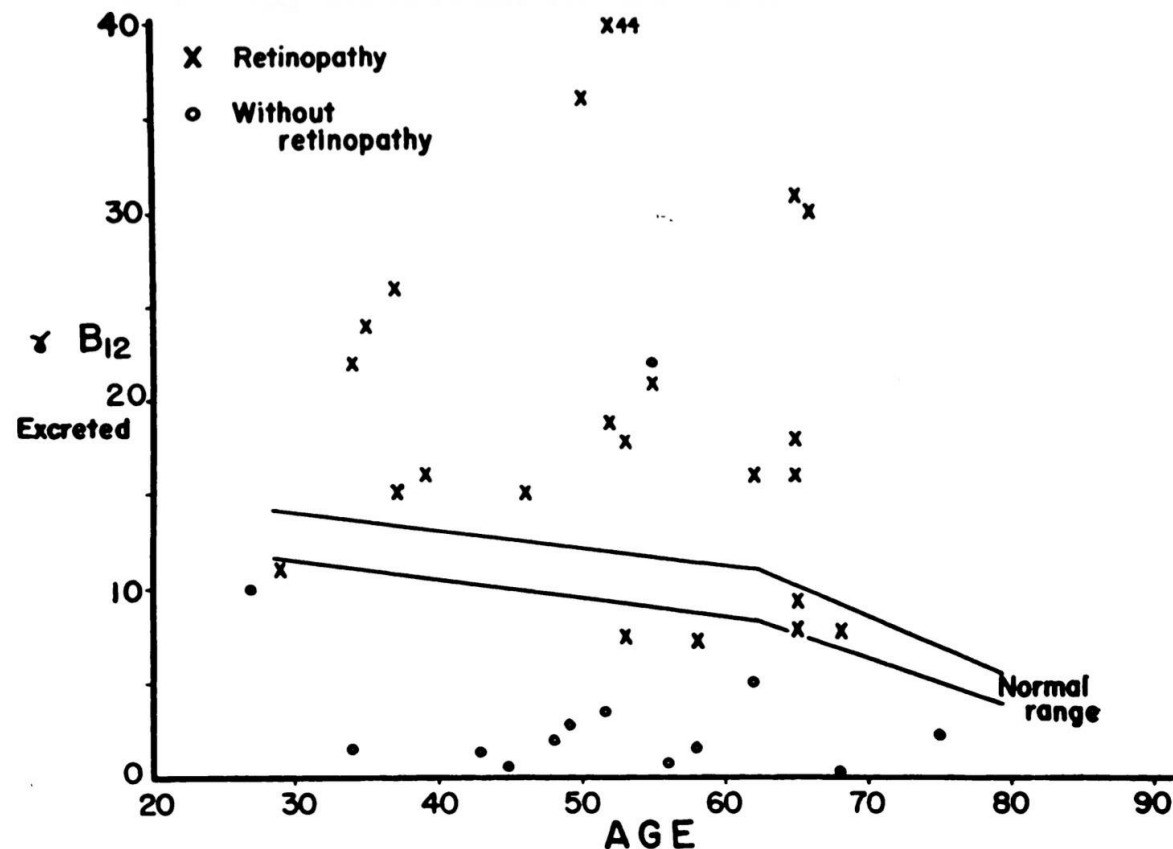 40
X44
X Retinopathy
o Without
retinopathy
30
γ B12
20
Excreted
10
Normal
range
0
20 30 40 50 60 70 80 90
AGE